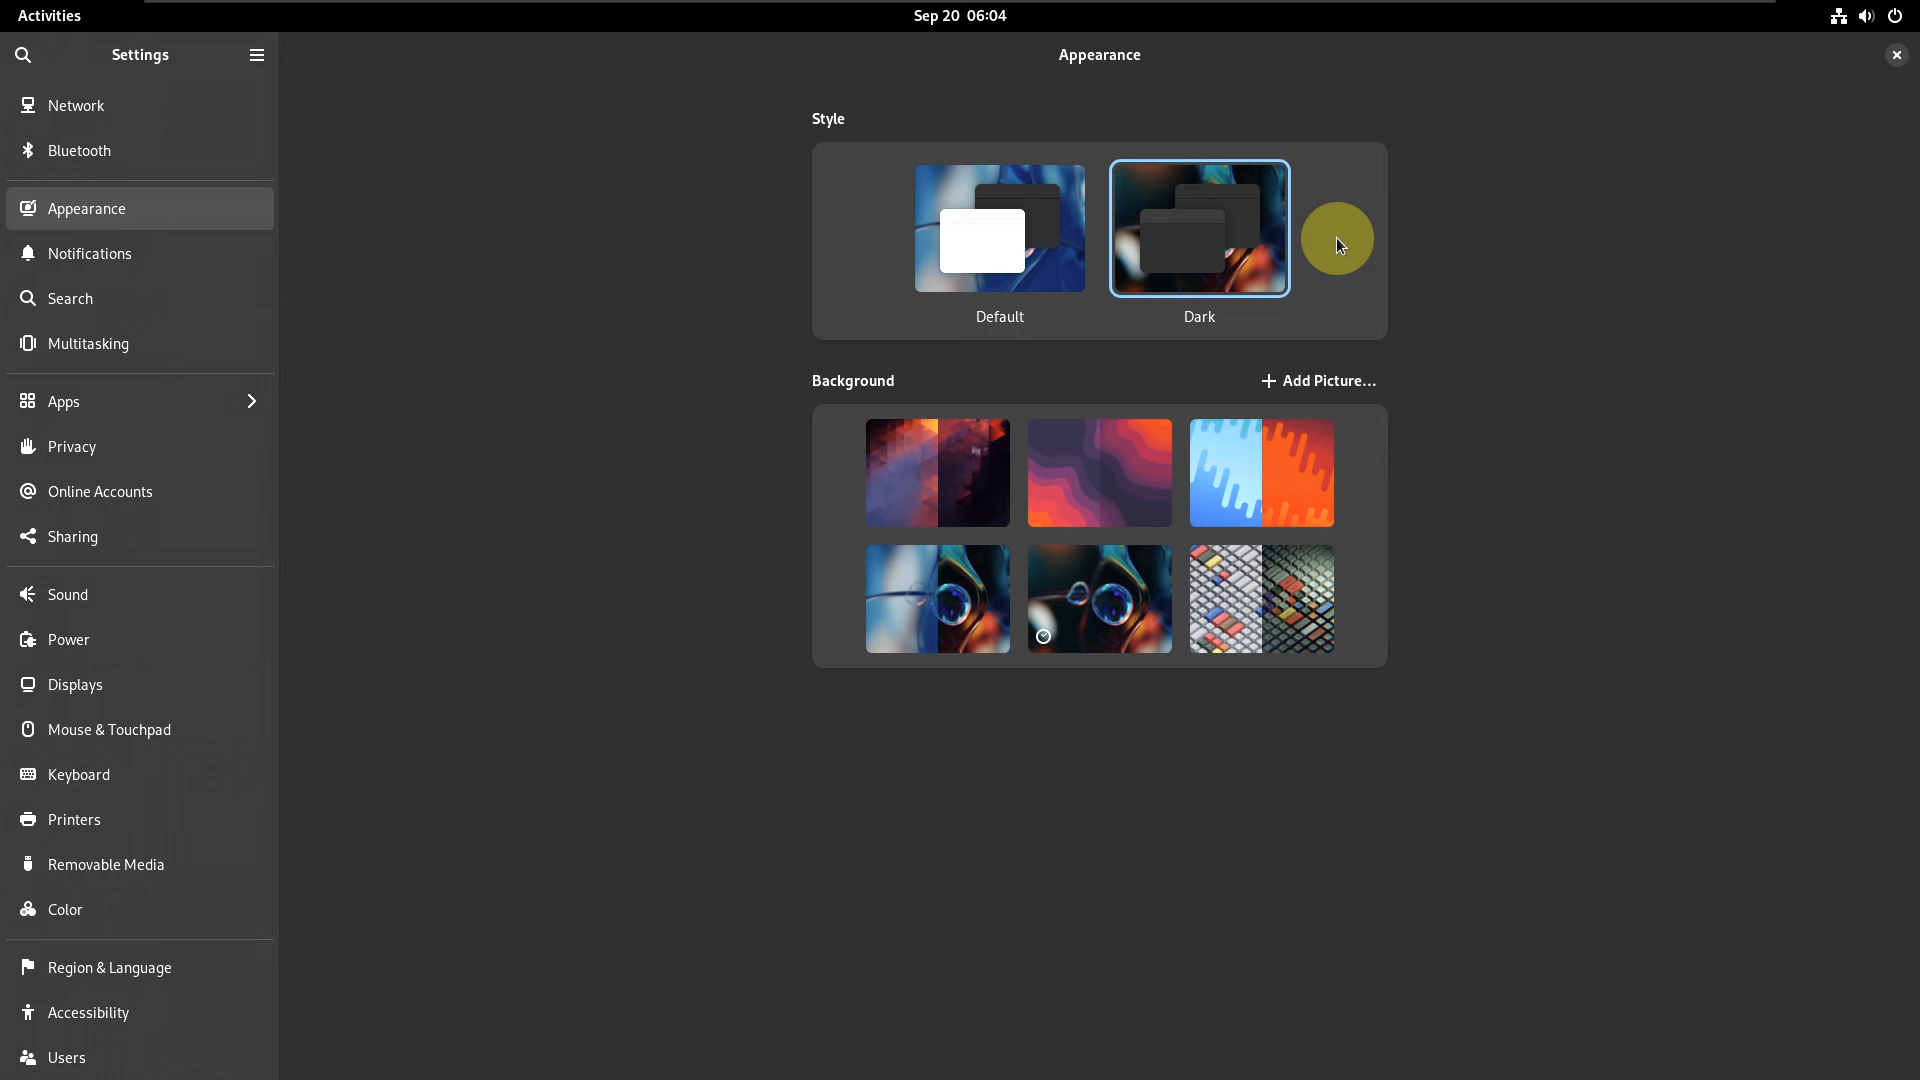 Activities
Sep 20 06:04
Settings
Appearance
Network
Bluetooth
Appearance
Notifications
Search
Multitasking
Apps
Privacy
Online Accounts
Sharing
Sound
Power
Displays
Mouse & Touchpad
Keyboard
Printers
Removable Media
Color
Region & Language
Accessibility
Users
Style
Default
Dark
Background
Add Picture…